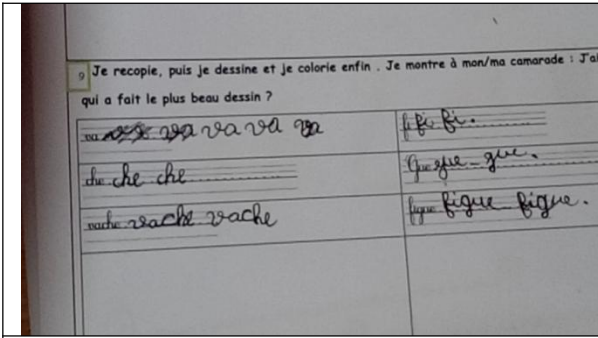 9 Je recopie, puis je dessine et je colorie enfin . Je montre à mon/ma camarade : J'ai
qui a fait le plus beau dessin ?
va va va va va
fi fi fi.
che che che
Gue gue gue.
vache vache vache
figue figue figue.